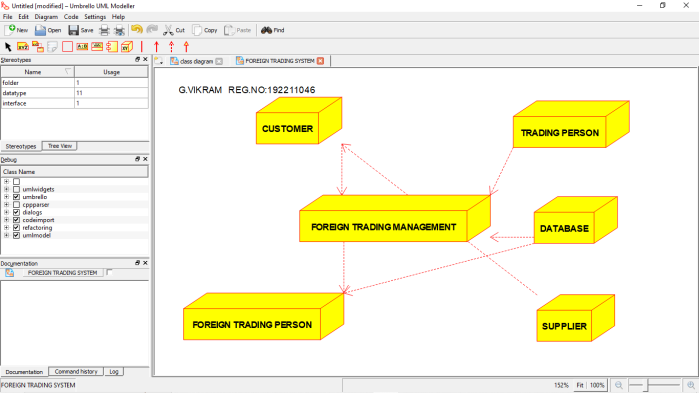 Untitled [modified] – Umbrello UML Modeller
File Edit Diagram Code Settings Help
New Open Save Cut Copy Paste Find
Stereotypes
Name Usage
folder 1
datatype 11
interface 1
Stereotypes Tree View
Debug
Class Name
umlwidgets
umbrello
cppparser
dialogs
codeimport
refactoring
umlmodel
Documentation
FOREIGN TRADING SYSTEM
Documentation Command history Log
FOREIGN TRADING SYSTEM
class diagram FOREIGN TRADING SYSTEM
G.VIKRAM REG.NO:192211046
CUSTOMER
TRADING PERSON
FOREIGN TRADING MANAGEMENT
DATABASE
FOREIGN TRADING PERSON
SUPPLIER
152% Fit 100%